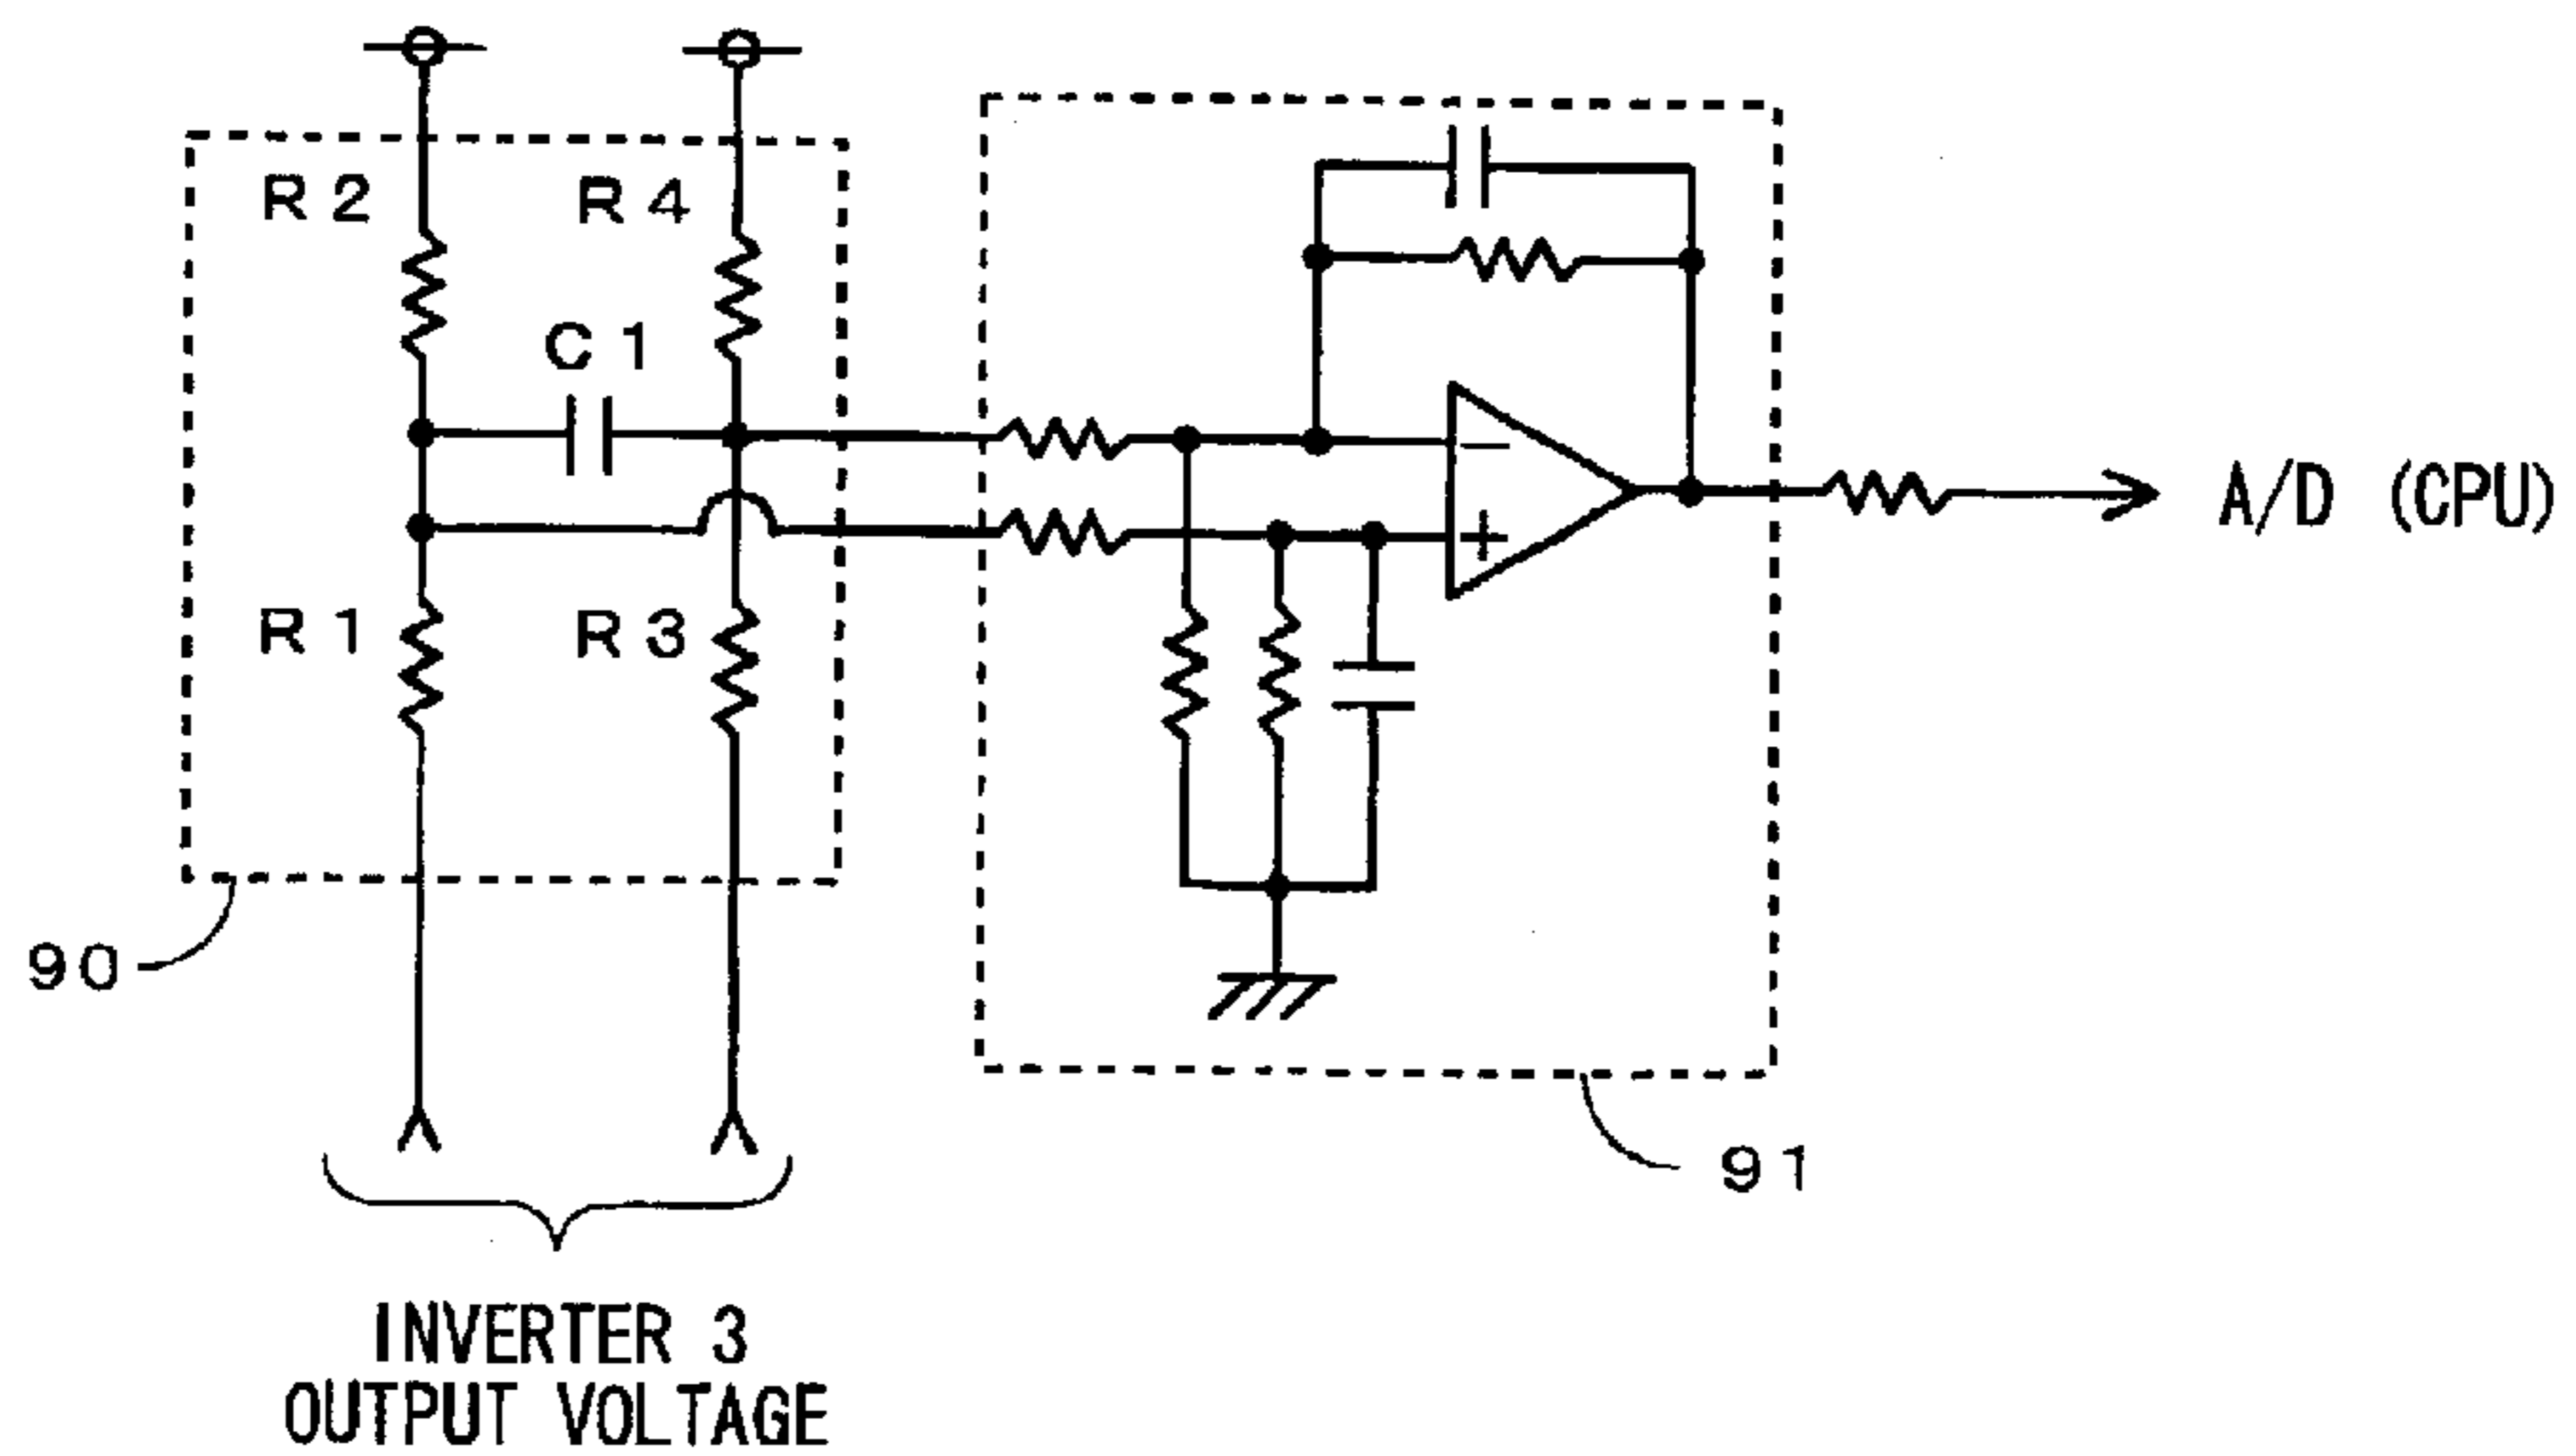 R2
R4
C1
R1
R3
−
+
A/D (CPU)
90
91
INVERTER 3
OUTPUT VOLTAGE